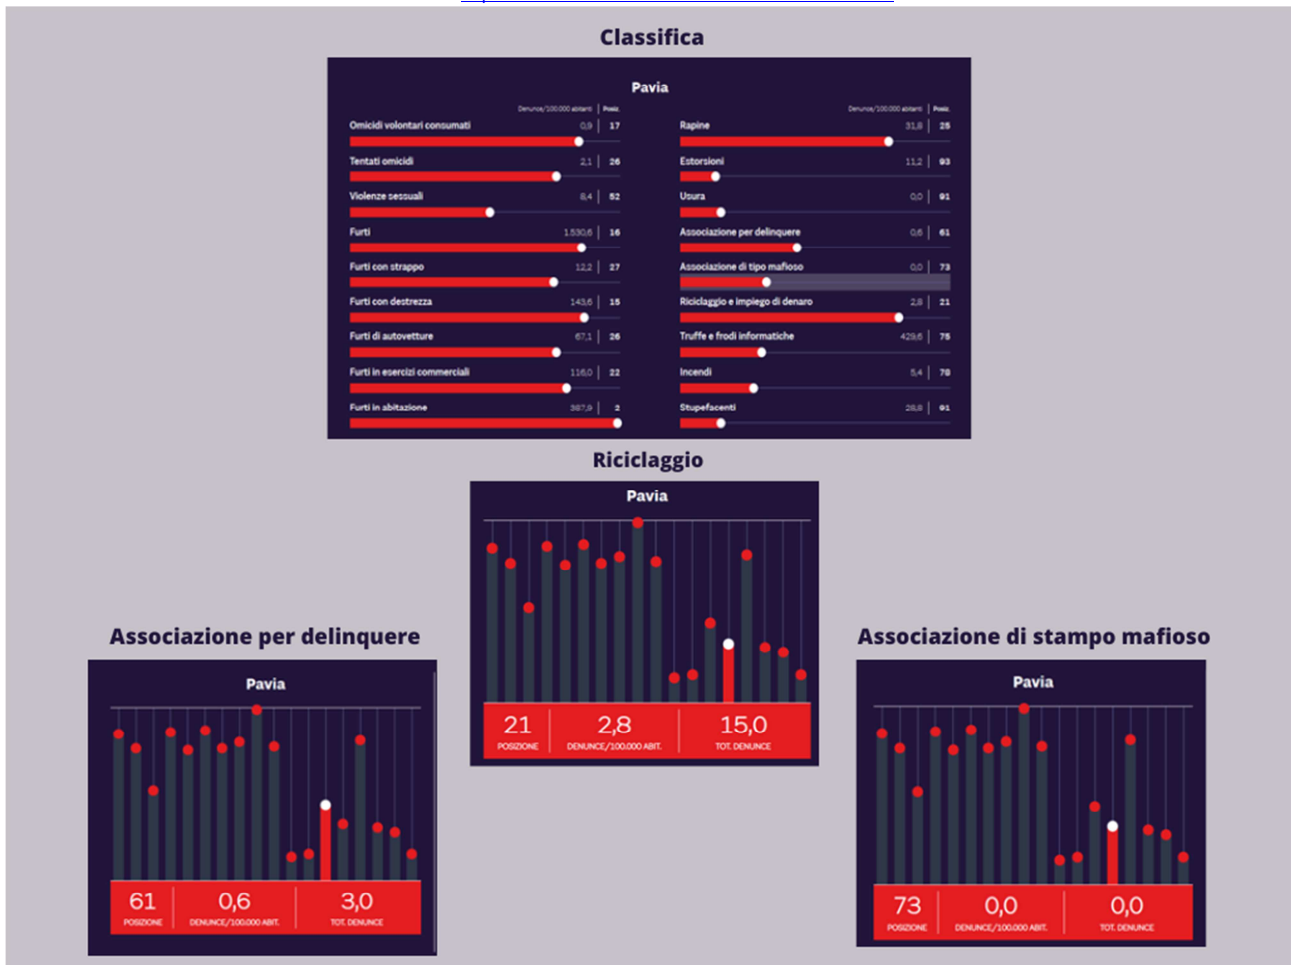 Classifica
Pavia
Denunce/100.000 abitanti | Posiz.
Omicidi volontari consumati 0,9 | 17
Tentati omicidi 2,1 | 26
Violenze sessuali 8,4 | 52
Furti 1.530,6 | 16
Furti con strappo 12,2 | 27
Furti con destrezza 143,6 | 15
Furti di autovetture 67,1 | 26
Furti in esercizi commerciali 116,0 | 22
Furti in abitazione 387,9 | 2
Denunce/100.000 abitanti | Posiz.
Rapine 31,8 | 25
Estorsioni 11,2 | 93
Usura 0,0 | 91
Associazione per delinquere 0,6 | 61
Associazione di tipo mafioso 0,0 | 73
Riciclaggio e impiego di denaro 2,8 | 21
Truffe e frodi informatiche 429,6 | 75
Incendi 5,4 | 78
Stupefacenti 28,8 | 91
Riciclaggio
Pavia
21 2,8 15,0
POSIZIONE DENUNCE/100.000 ABIT. TOT. DENUNCE
Associazione per delinquere
Pavia
61 0,6 3,0
POSIZIONE DENUNCE/100.000 ABIT. TOT. DENUNCE
Associazione di stampo mafioso
Pavia
73 0,0 0,0
POSIZIONE DENUNCE/100.000 ABIT. TOT. DENUNCE